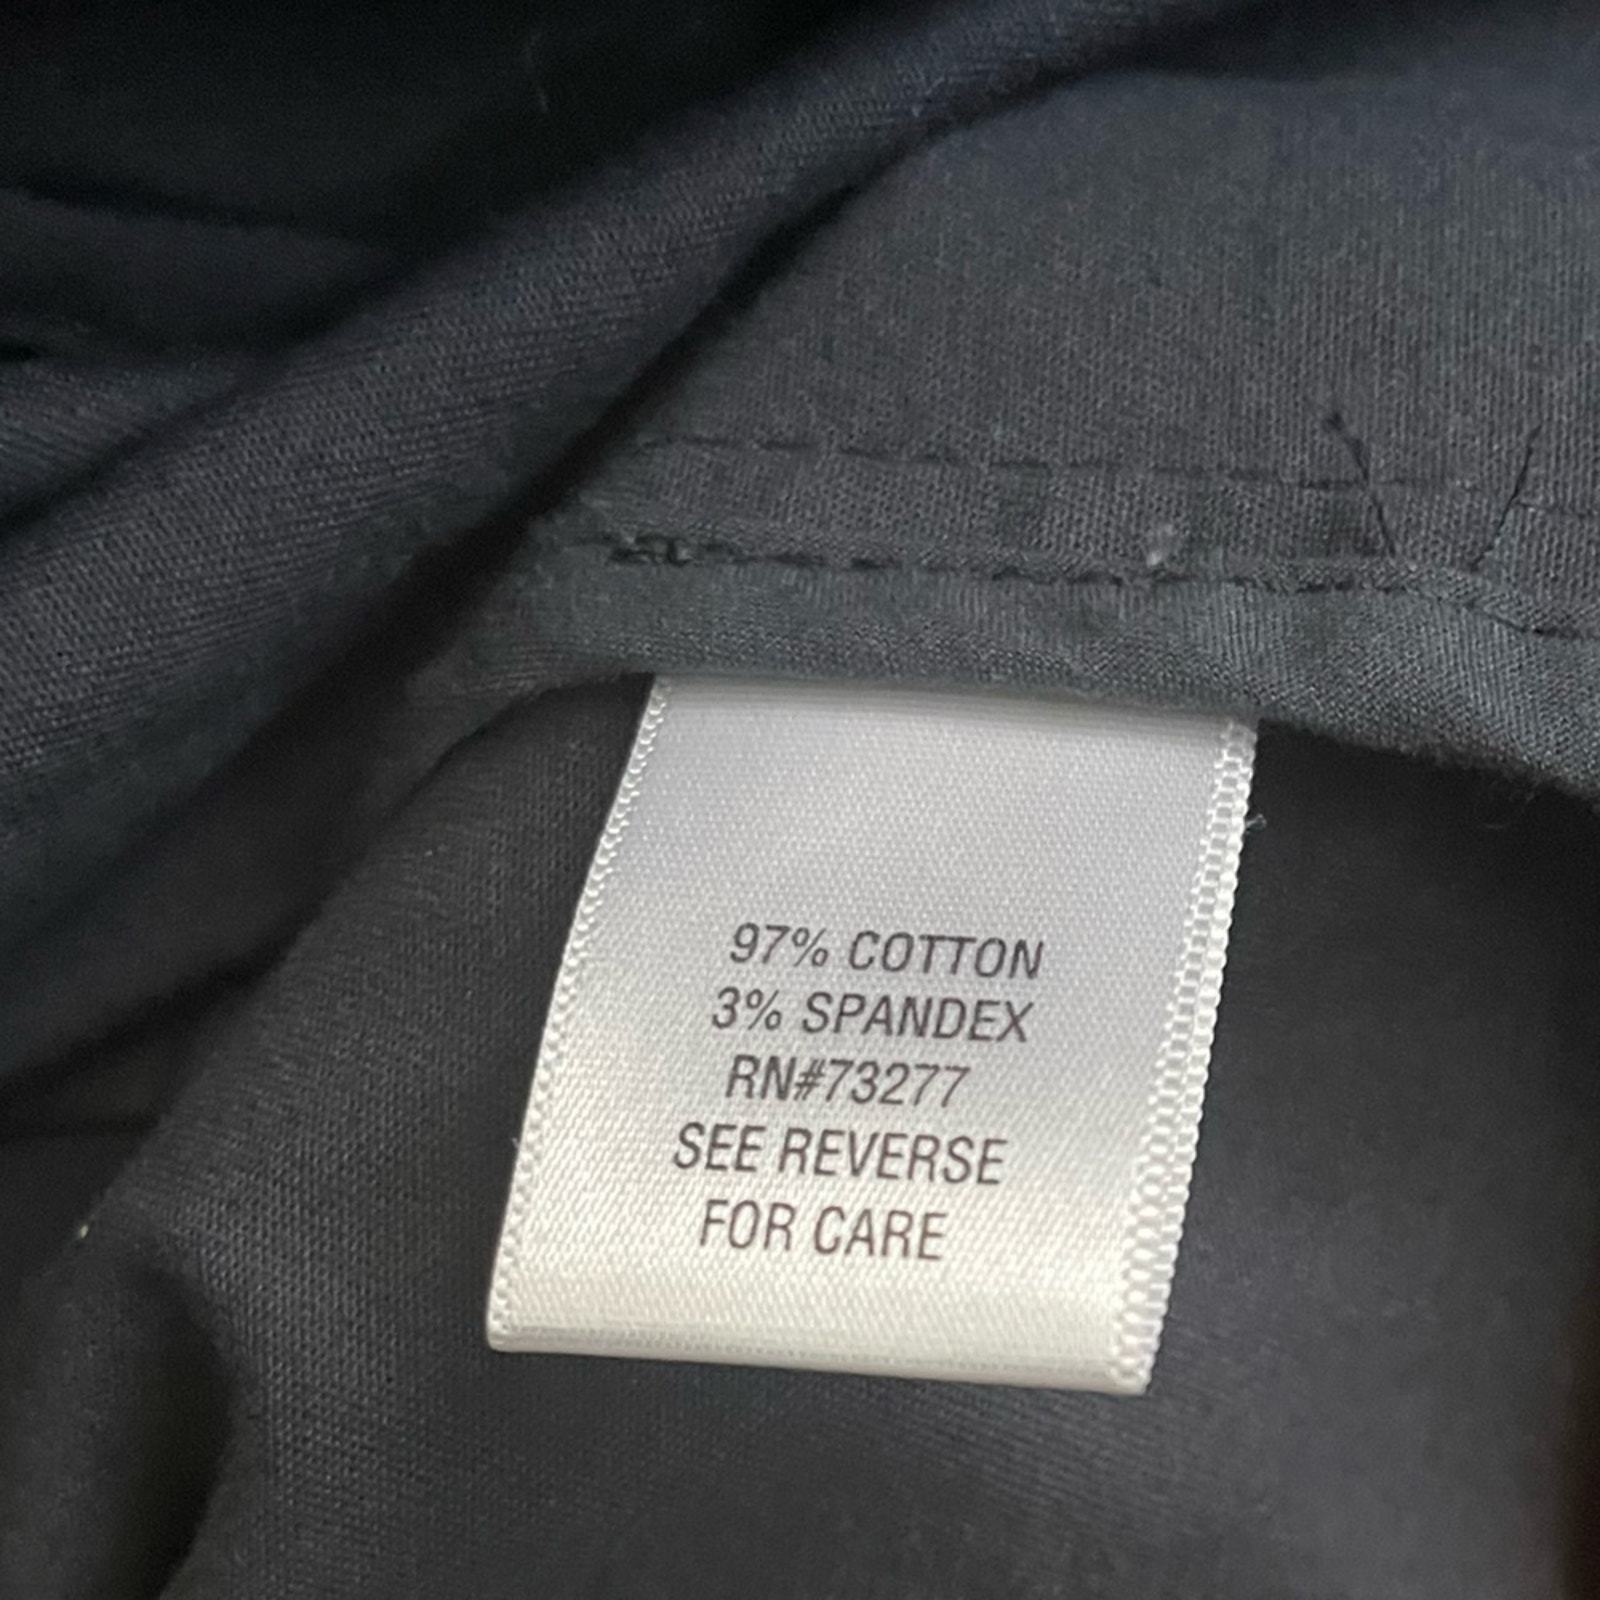 97% COTTON
3% SPANDEX
RN#73277
SEE REVERSE
FOR CARE